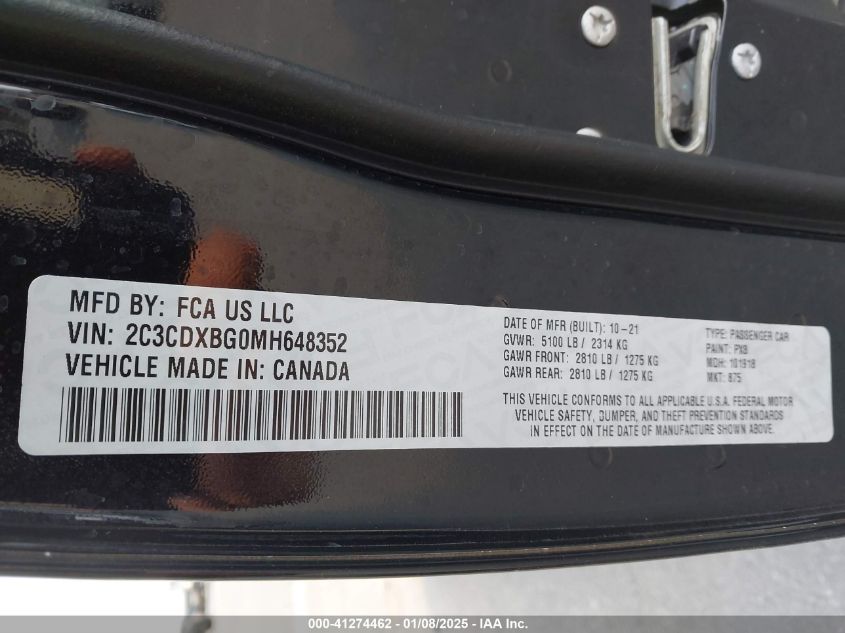 MFD BY: FCA US LLC
VIN: 2C3CDXBG0MH648352
VEHICLE MADE IN: CANADA
DATE OF MFR (BUILT): 10-21
GVWR: 5100 LB / 2314 KG
GAWR FRONT: 2810 LB / 1275 KG
GAWR REAR: 2810 LB / 1275 KG
TYPE: PASSENGER CAR
PAINT: PX8
MDH: 101918
MKT: 875
THIS VEHICLE CONFORMS TO ALL APPLICABLE U.S.A. FEDERAL MOTOR
VEHICLE SAFETY, BUMPER, AND THEFT PREVENTION STANDARDS
IN EFFECT ON THE DATE OF MANUFACTURE SHOWN ABOVE.
000-41274462 - 01/08/2025 - IAA Inc.